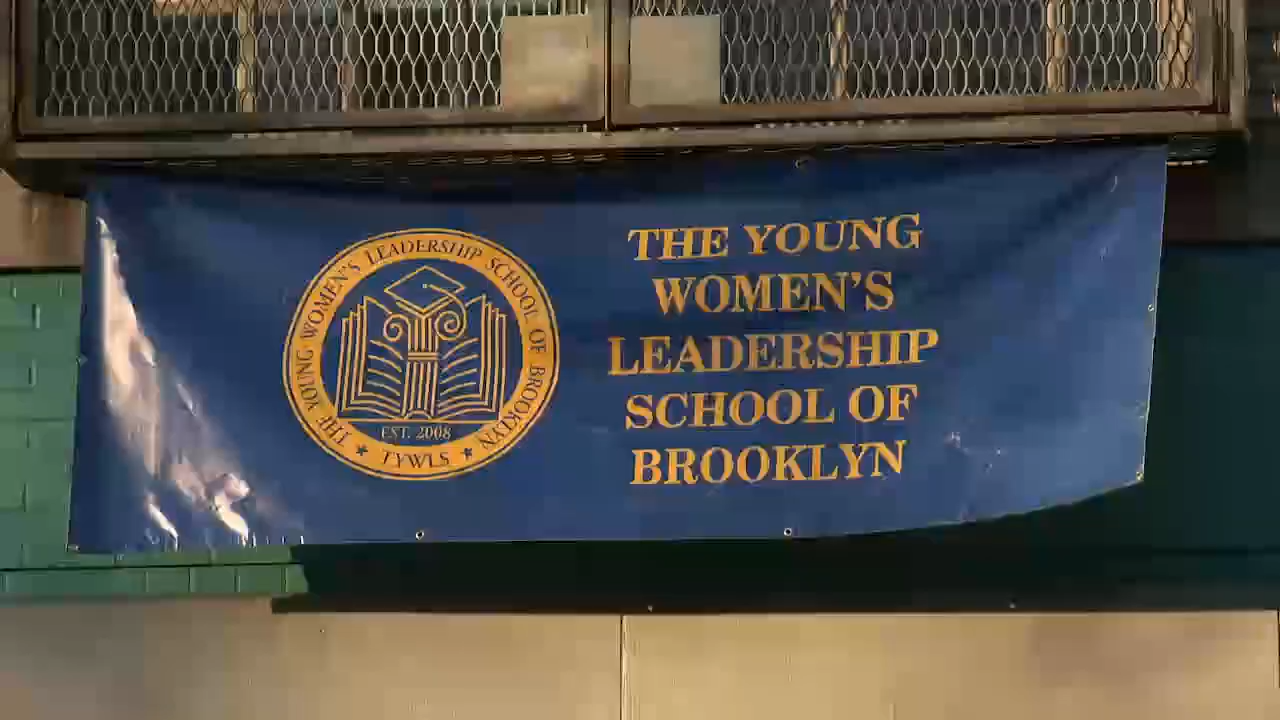 THE YOUNG WOMEN'S LEADERSHIP SCHOOL OF BROOKLYN
EST. 2008
★ TYWLS ★
THE YOUNG
WOMEN'S
LEADERSHIP
SCHOOL OF
BROOKLYN